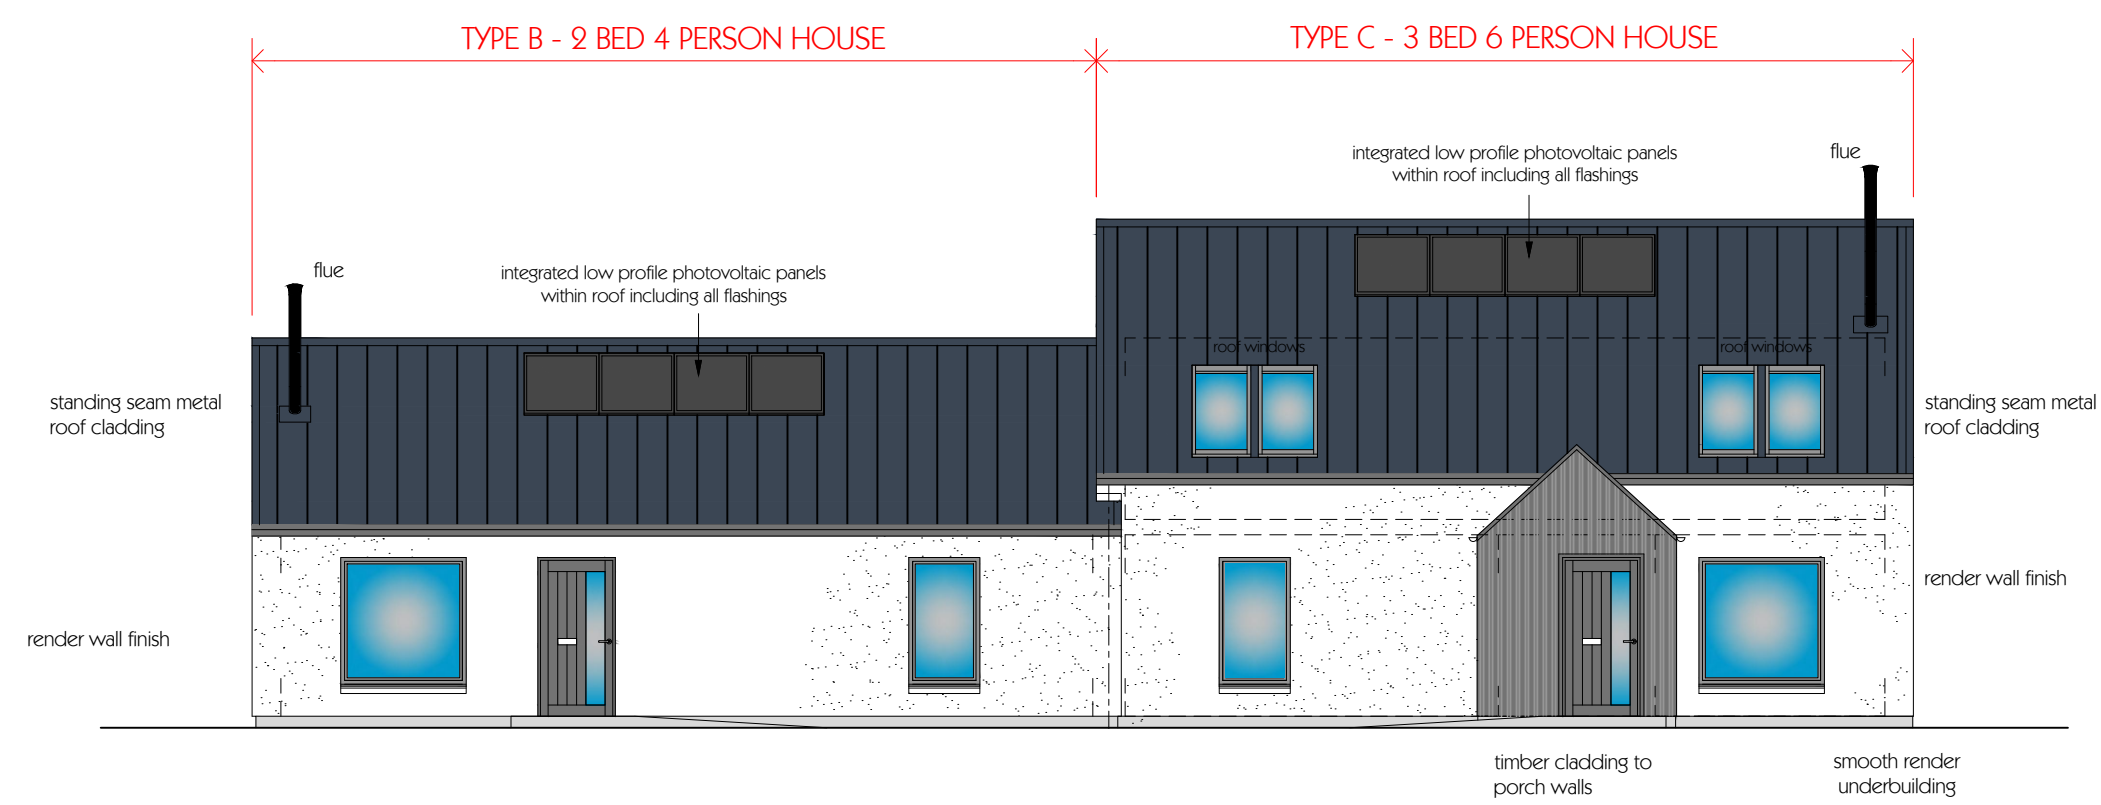 TYPE B - 2 BED 4 PERSON HOUSE
TYPE C - 3 BED 6 PERSON HOUSE
integrated low profile photovoltaic panels
within roof including all flashings
flue
flue
integrated low profile photovoltaic panels
within roof including all flashings
roof windows
roof windows
standing seam metal
roof cladding
standing seam metal
roof cladding
render wall finish
render wall finish
timber cladding to
porch walls
smooth render
underbuilding